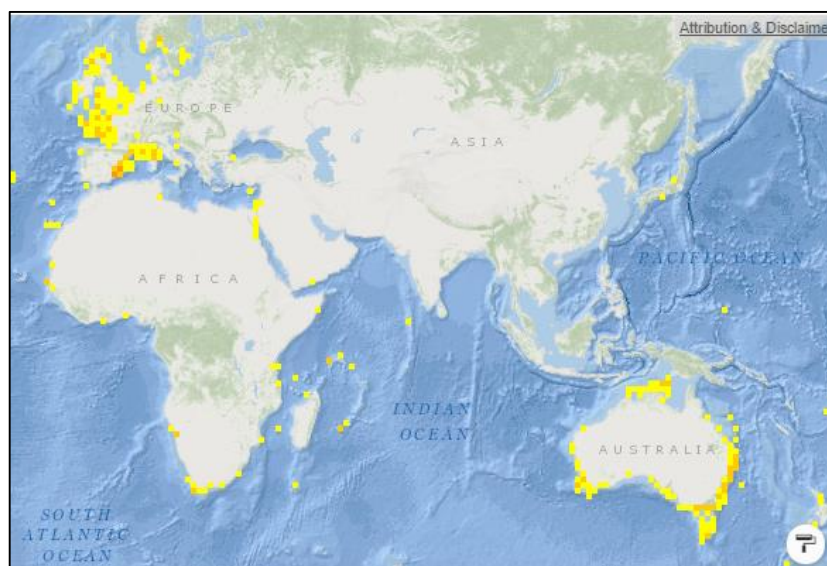 Attribution & Disclaime
EUROPE
ASIA
PACIFIC OCEAN
AFRICA
INDIAN
OCEAN
AUSTRALIA
SOUTH
ATLANTIC
OCEAN